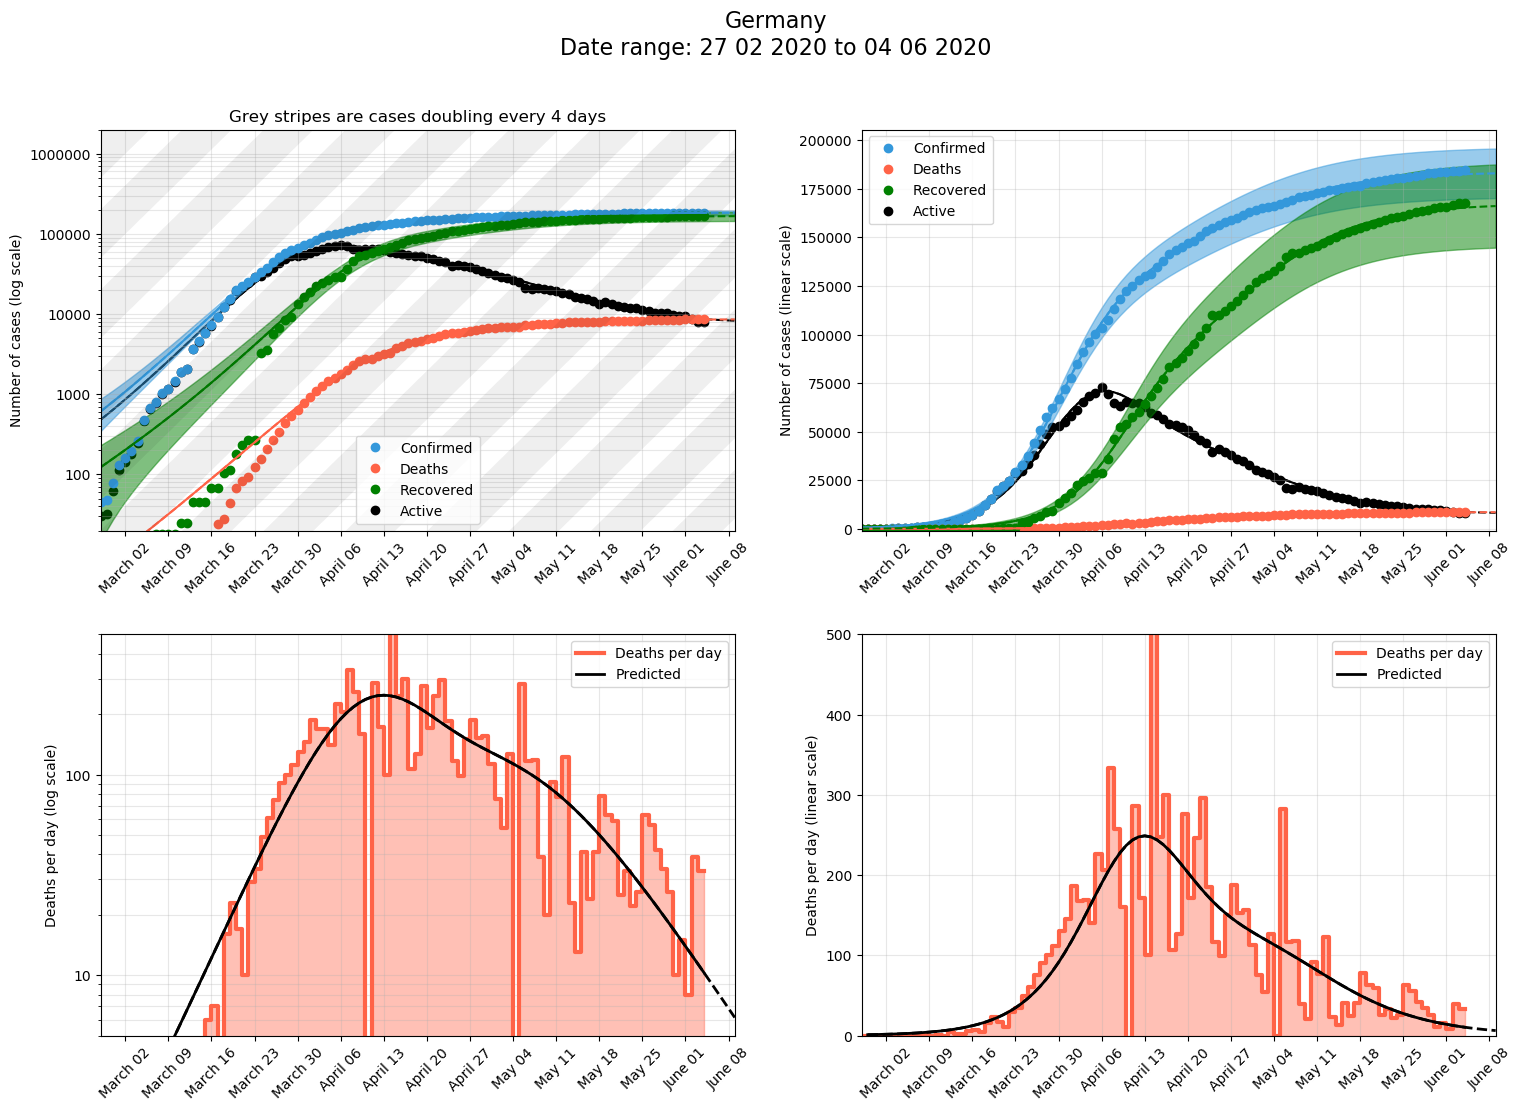 Germany
Date range: 27 02 2020 to 04 06 2020
Grey stripes are cases doubling every 4 days
Number of cases (log scale)
1000000
100000
10000
1000
100
Confirmed
Deaths
Recovered
Active
March 02
March 09
March 16
March 23
March 30
April 06
April 13
April 20
April 27
May 04
May 11
May 18
May 25
June 01
June 08
Number of cases (linear scale)
200000
175000
150000
125000
100000
75000
50000
25000
0
Confirmed
Deaths
Recovered
Active
March 02
March 09
March 16
March 23
March 30
April 06
April 13
April 20
April 27
May 04
May 11
May 18
May 25
June 01
June 08
Deaths per day (log scale)
100
10
Deaths per day
Predicted
March 02
March 09
March 16
March 23
March 30
April 06
April 13
April 20
April 27
May 04
May 11
May 18
May 25
June 01
June 08
Deaths per day (linear scale)
500
400
300
200
100
0
Deaths per day
Predicted
March 02
March 09
March 16
March 23
March 30
April 06
April 13
April 20
April 27
May 04
May 11
May 18
May 25
June 01
June 08